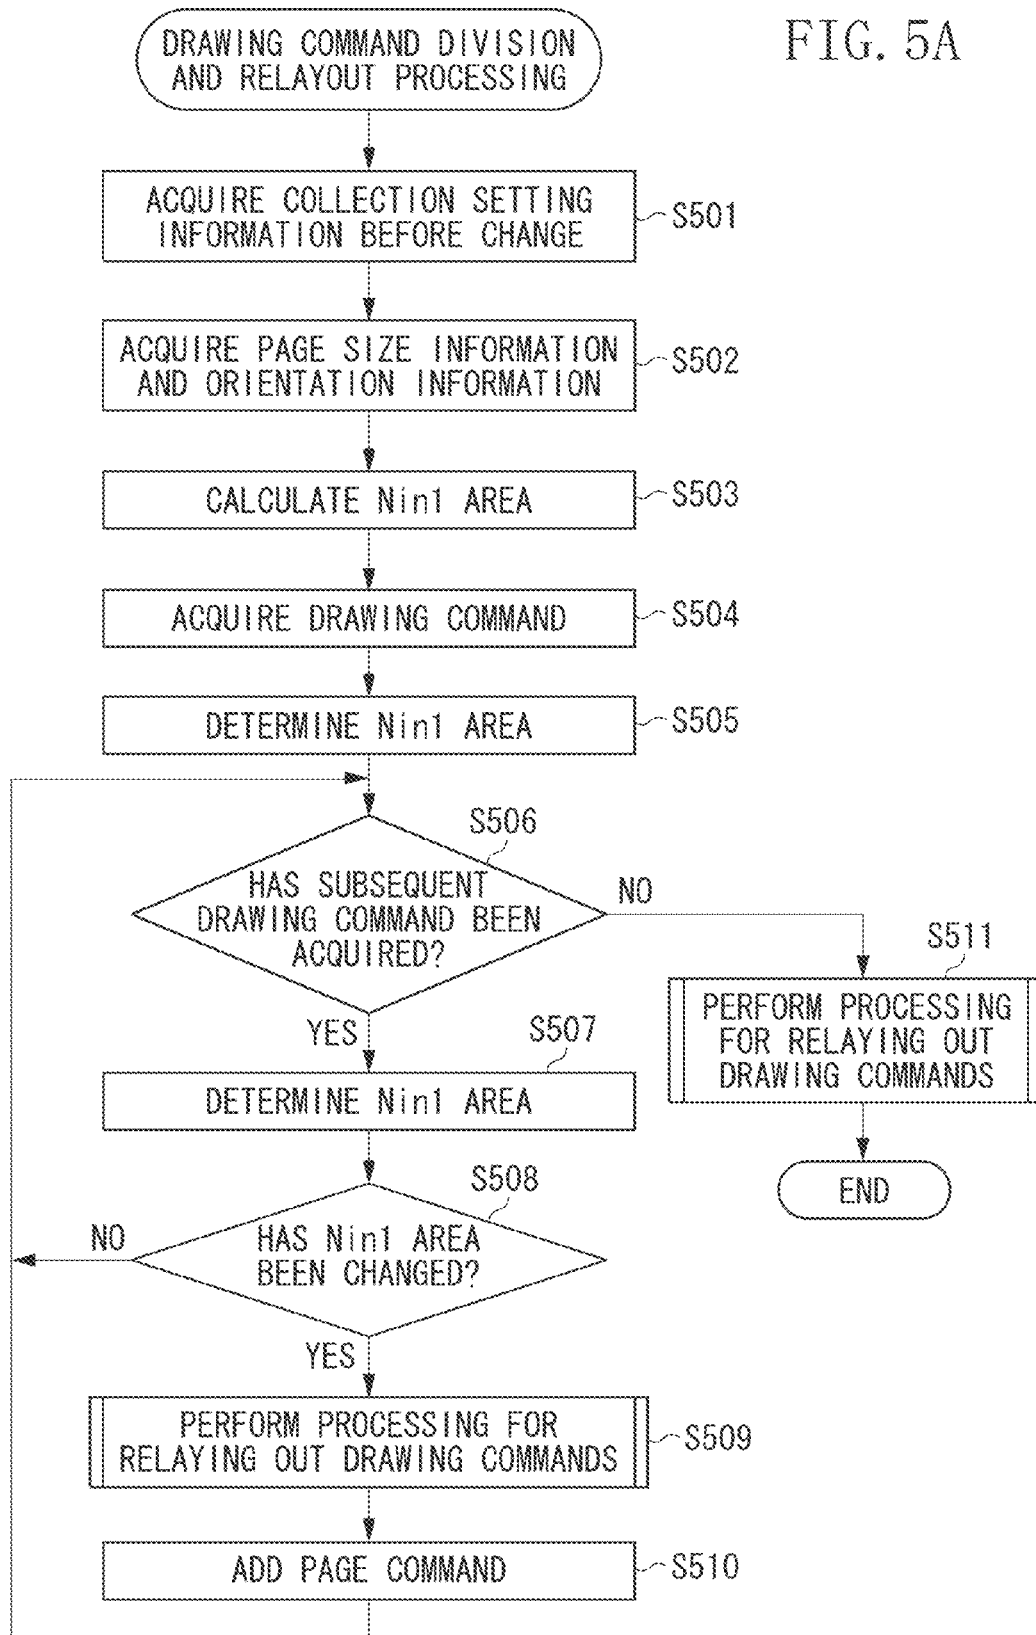 FIG. 5A
DRAWING COMMAND DIVISION
AND RELAYOUT PROCESSING
ACQUIRE COLLECTION SETTING
INFORMATION BEFORE CHANGE
S501
ACQUIRE PAGE SIZE INFORMATION
AND ORIENTATION INFORMATION
S502
CALCULATE Nin1 AREA
S503
ACQUIRE DRAWING COMMAND
S504
DETERMINE Nin1 AREA
S505
S506
HAS SUBSEQUENT
DRAWING COMMAND BEEN
ACQUIRED?
NO
YES
S511
PERFORM PROCESSING
FOR RELAYING OUT
DRAWING COMMANDS
END
S507
DETERMINE Nin1 AREA
S508
HAS Nin1 AREA
BEEN CHANGED?
NO
YES
PERFORM PROCESSING FOR
RELAYING OUT DRAWING COMMANDS
S509
ADD PAGE COMMAND
S510